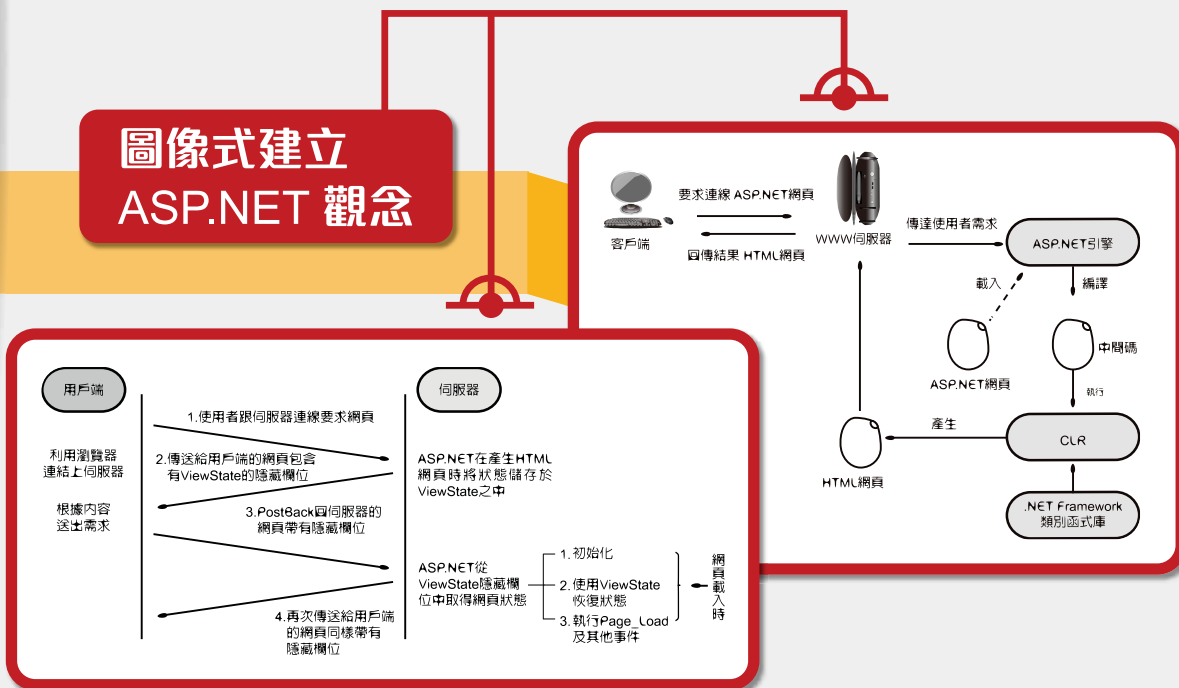 圖像式建立
ASP.NET 觀念
要求連線 ASP.NET網頁
客戶端
回傳結果 HTML網頁
WWW伺服器
傳達使用者需求
ASP.NET引擎
載入
編譯
ASP.NET網頁
中間碼
執行
產生
CLR
HTML網頁
.NET Framework
類別函式庫
用戶端
伺服器
1.使用者跟伺服器連線要求網頁
利用瀏覽器
連結上伺服器
2.傳送給用戶端的網頁包含
有ViewState的隱藏欄位
ASP.NET在產生HTML
網頁時將狀態儲存於
ViewState之中
根據內容
送出需求
3.PostBack回伺服器的
網頁帶有隱藏欄位
ASP.NET從
ViewState隱藏欄
位中取得網頁狀態
1.初始化
2.使用ViewState
恢復狀態
3.執行Page_Load
及其他事件
網頁載入時
4.再次傳送給用戶端
的網頁同樣帶有
隱藏欄位